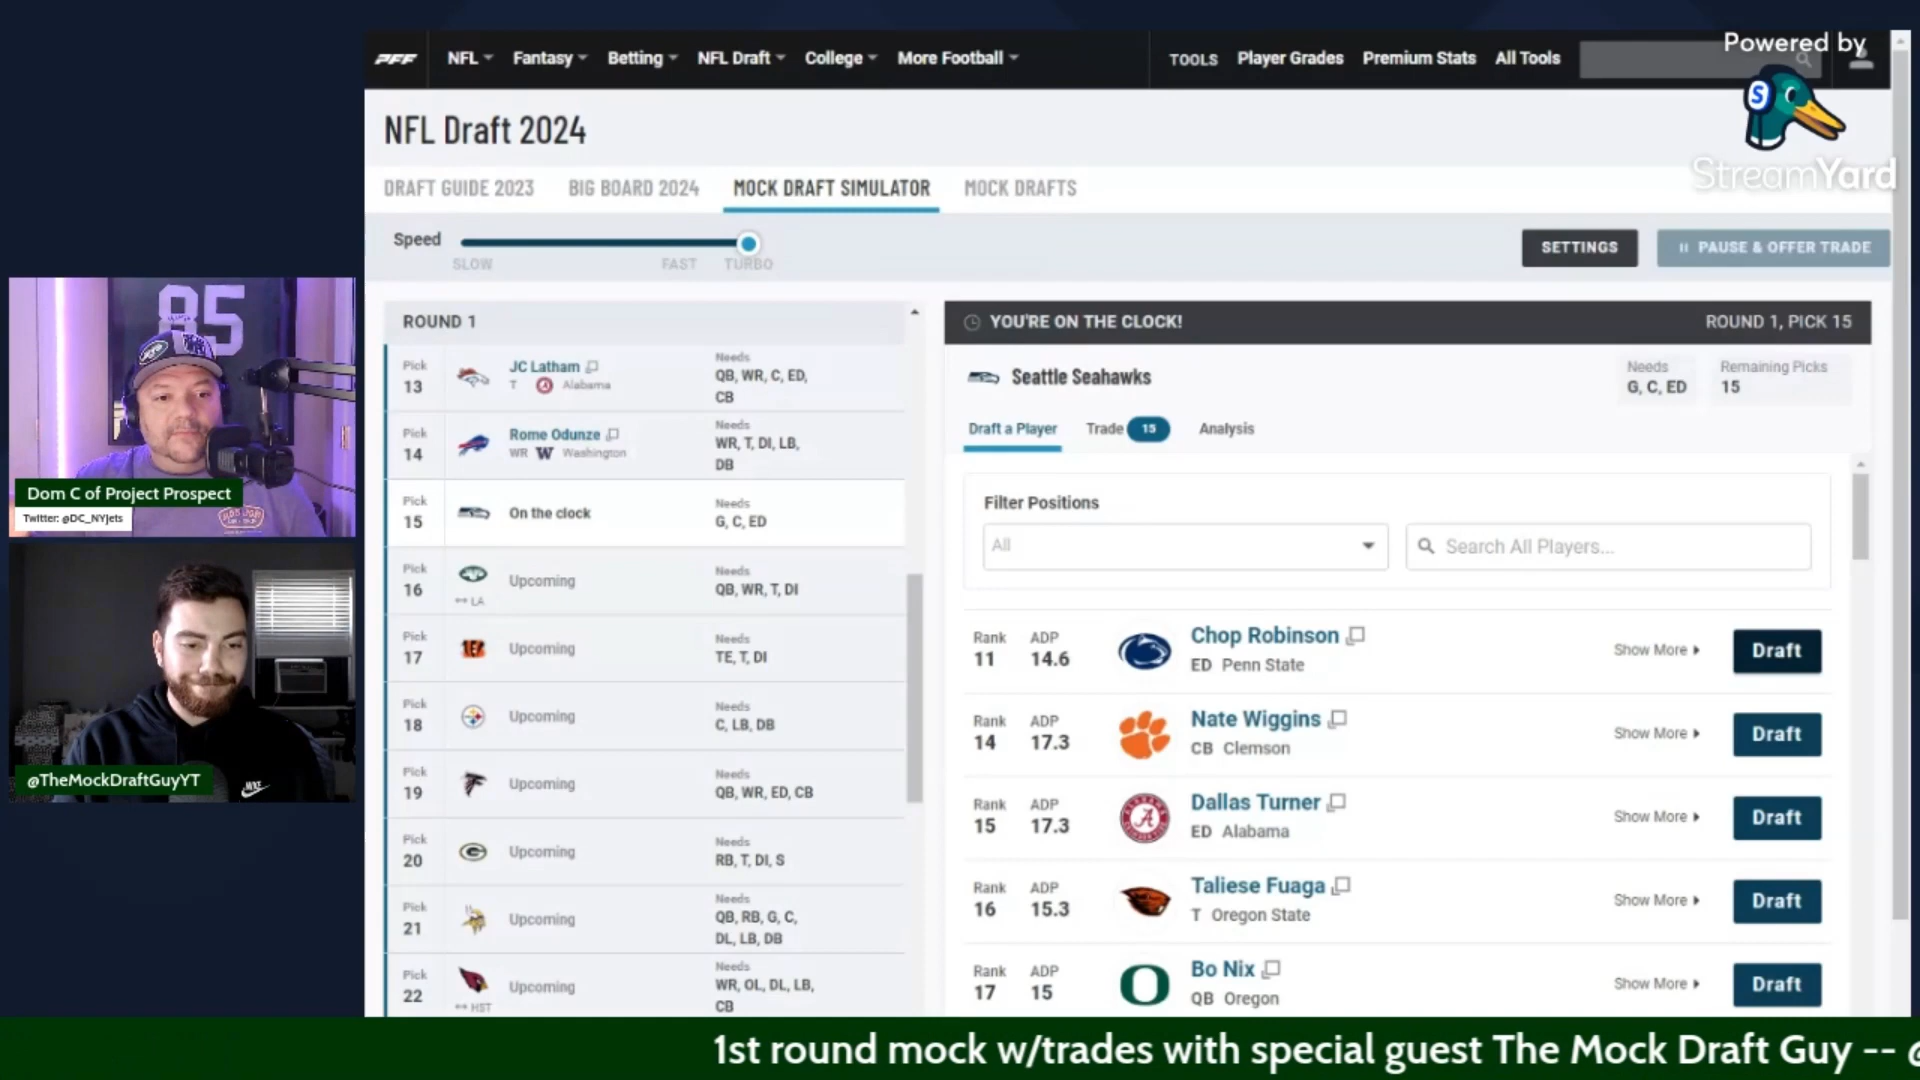 Powered by
StreamYard
PFF
NFL Fantasy Betting NFL Draft College More Football
TOOLS Player Grades Premium Stats All Tools
NFL Draft 2024
DRAFT GUIDE 2023 BIG BOARD 2024 MOCK DRAFT SIMULATOR MOCK DRAFTS
Speed
SLOW FAST TURBO
SETTINGS
PAUSE & OFFER TRADE
85
Dom C of Project Prospect
Twitter: @DC_NYjets
@TheMockDraftGuyYT
ROUND 1
Pick 13
JC Latham
T Alabama
Needs
QB, WR, C, ED,
CB
Pick 14
Rome Odunze
WR W Washington
Needs
WR, T, DI, LB,
DB
Pick 15
On the clock
Needs
G, C, ED
Pick 16
LA
Upcoming
Needs
QB, WR, T, DI
Pick 17
Upcoming
Needs
TE, T, DI
Pick 18
Upcoming
Needs
C, LB, DB
Pick 19
Upcoming
Needs
QB, WR, ED, CB
Pick 20
Upcoming
Needs
RB, T, DI, S
Pick 21
Upcoming
Needs
QB, RB, G, C,
DL, LB, DB
Pick 22
HST
Upcoming
Needs
WR, OL, DL, LB,
CB
YOU'RE ON THE CLOCK!
ROUND 1, PICK 15
Seattle Seahawks
Needs
G, C, ED
Remaining Picks
15
Draft a Player Trade 15 Analysis
Filter Positions
All
Search All Players...
Rank 11
ADP 14.6
Chop Robinson
ED Penn State
Show More
Draft
Rank 14
ADP 17.3
Nate Wiggins
CB Clemson
Show More
Draft
Rank 15
ADP 17.3
Dallas Turner
ED Alabama
Show More
Draft
Rank 16
ADP 15.3
Taliese Fuaga
T Oregon State
Show More
Draft
Rank 17
ADP 15
Bo Nix
QB Oregon
Show More
Draft
1st round mock w/trades with special guest The Mock Draft Guy -- @